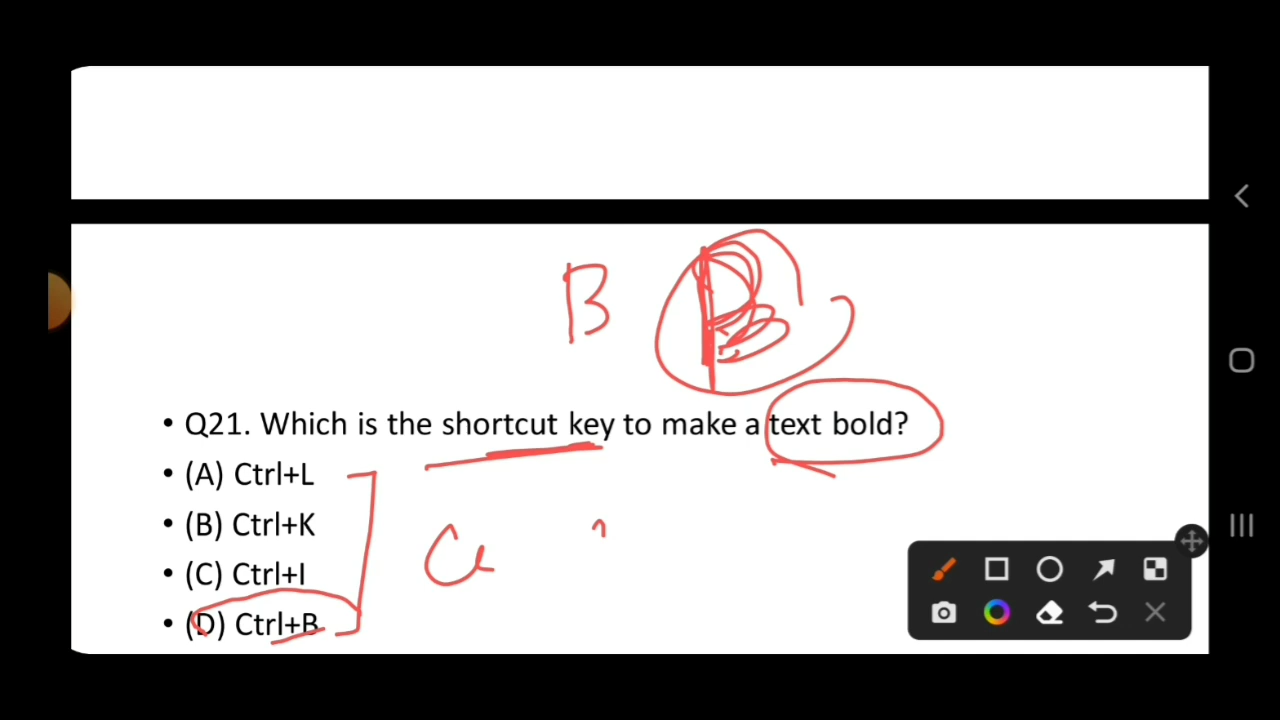 B B
• Q21. Which is the shortcut key to make a text bold?
• (A) Ctrl+L
• (B) Ctrl+K
• (C) Ctrl+I
• (D) Ctrl+B